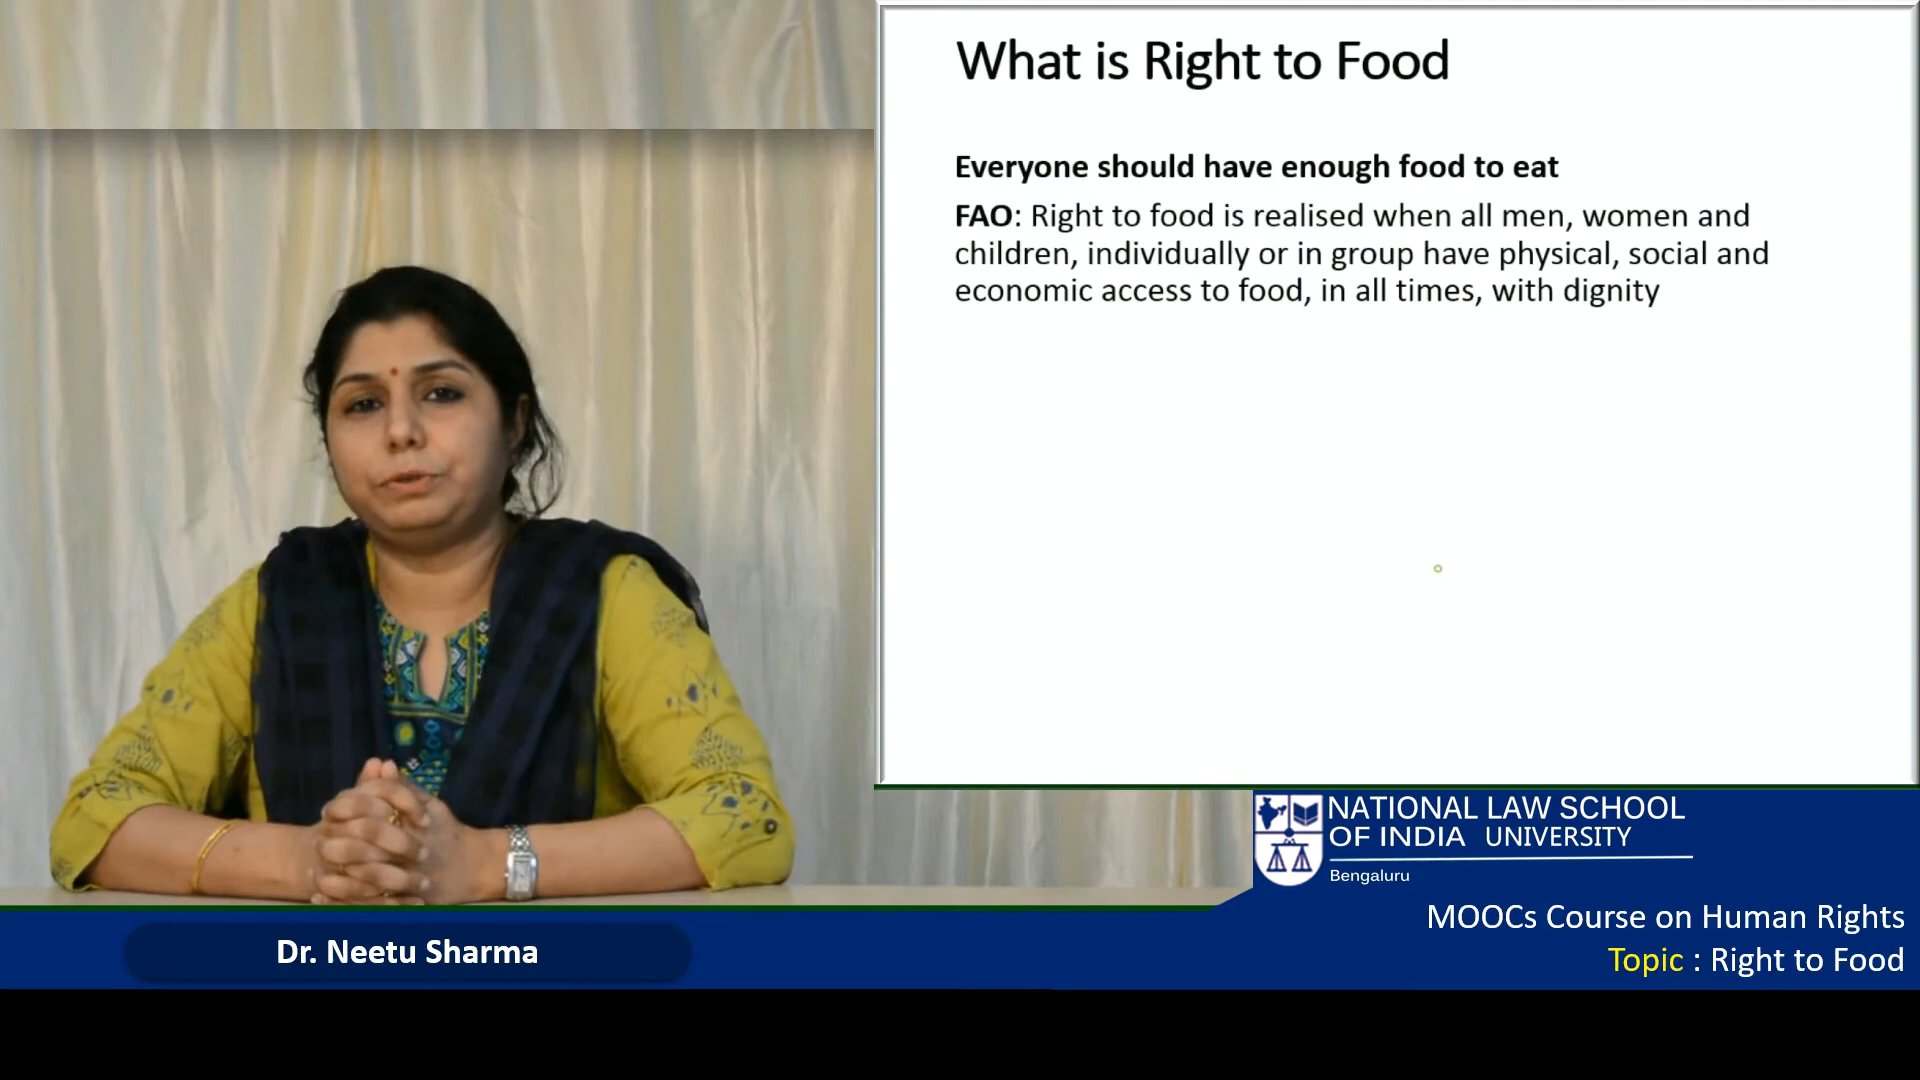 What is Right to Food
Everyone should have enough food to eat
FAO: Right to food is realised when all men, women and
children, individually or in group have physical, social and
economic access to food, in all times, with dignity
NATIONAL LAW SCHOOL
OF INDIA UNIVERSITY
Bengaluru
MOOCs Course on Human Rights
Topic : Right to Food
Dr. Neetu Sharma